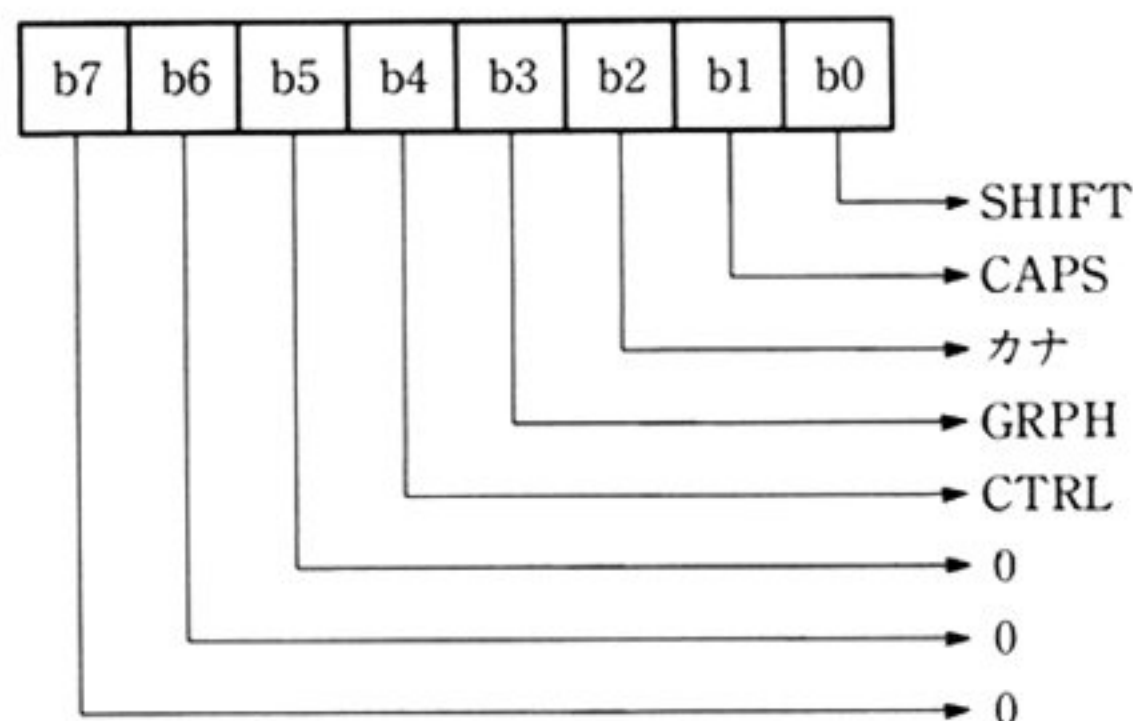 b7 b6 b5 b4 b3 b2 b1 b0
SHIFT
CAPS
カナ
GRPH
CTRL
0
0
0